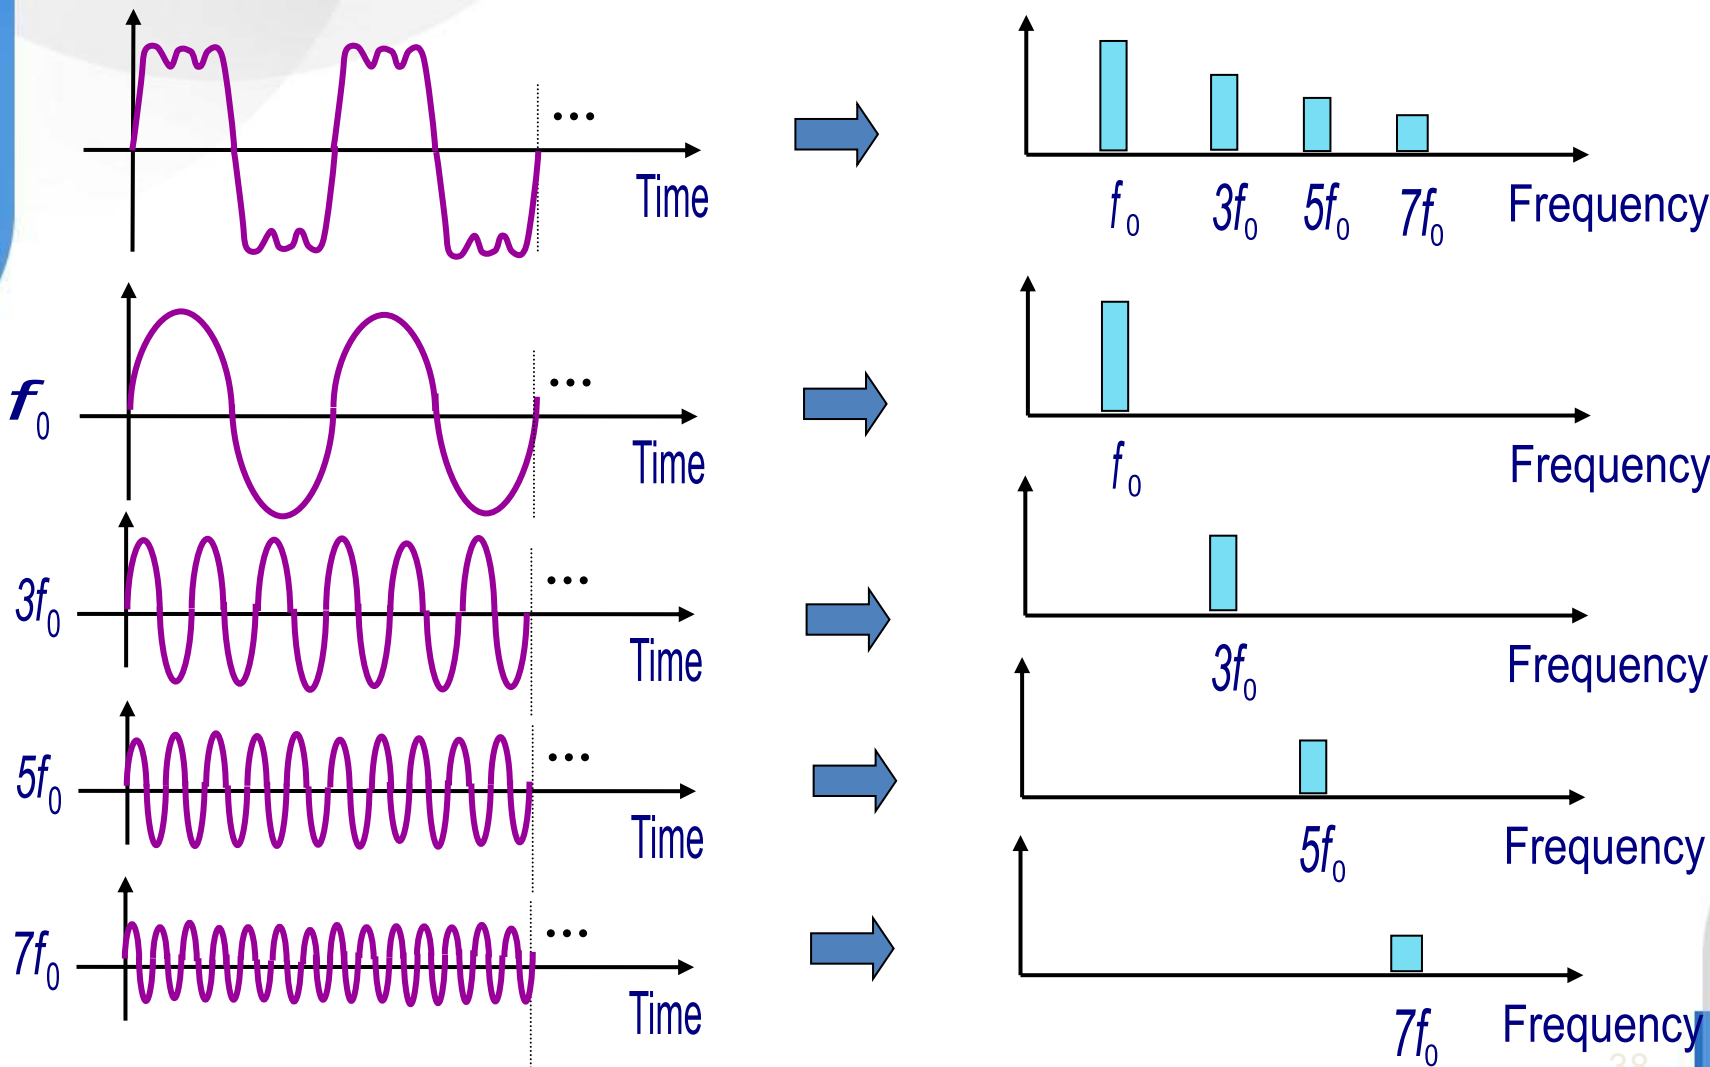 ...
Time
f0 3f0 5f0 7f0 Frequency
f0
...
Time
f0 Frequency
3f0
...
Time
3f0 Frequency
5f0
...
Time
5f0 Frequency
7f0
...
Time
7f0 Frequency
38